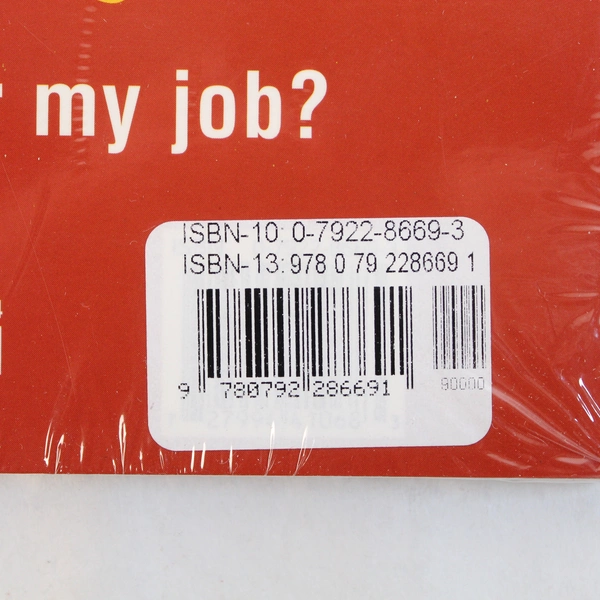 my job?
ISBN-10: 0-7922-8669-3
ISBN-13: 978 0 79 228669 1
9 780792 286691
90000